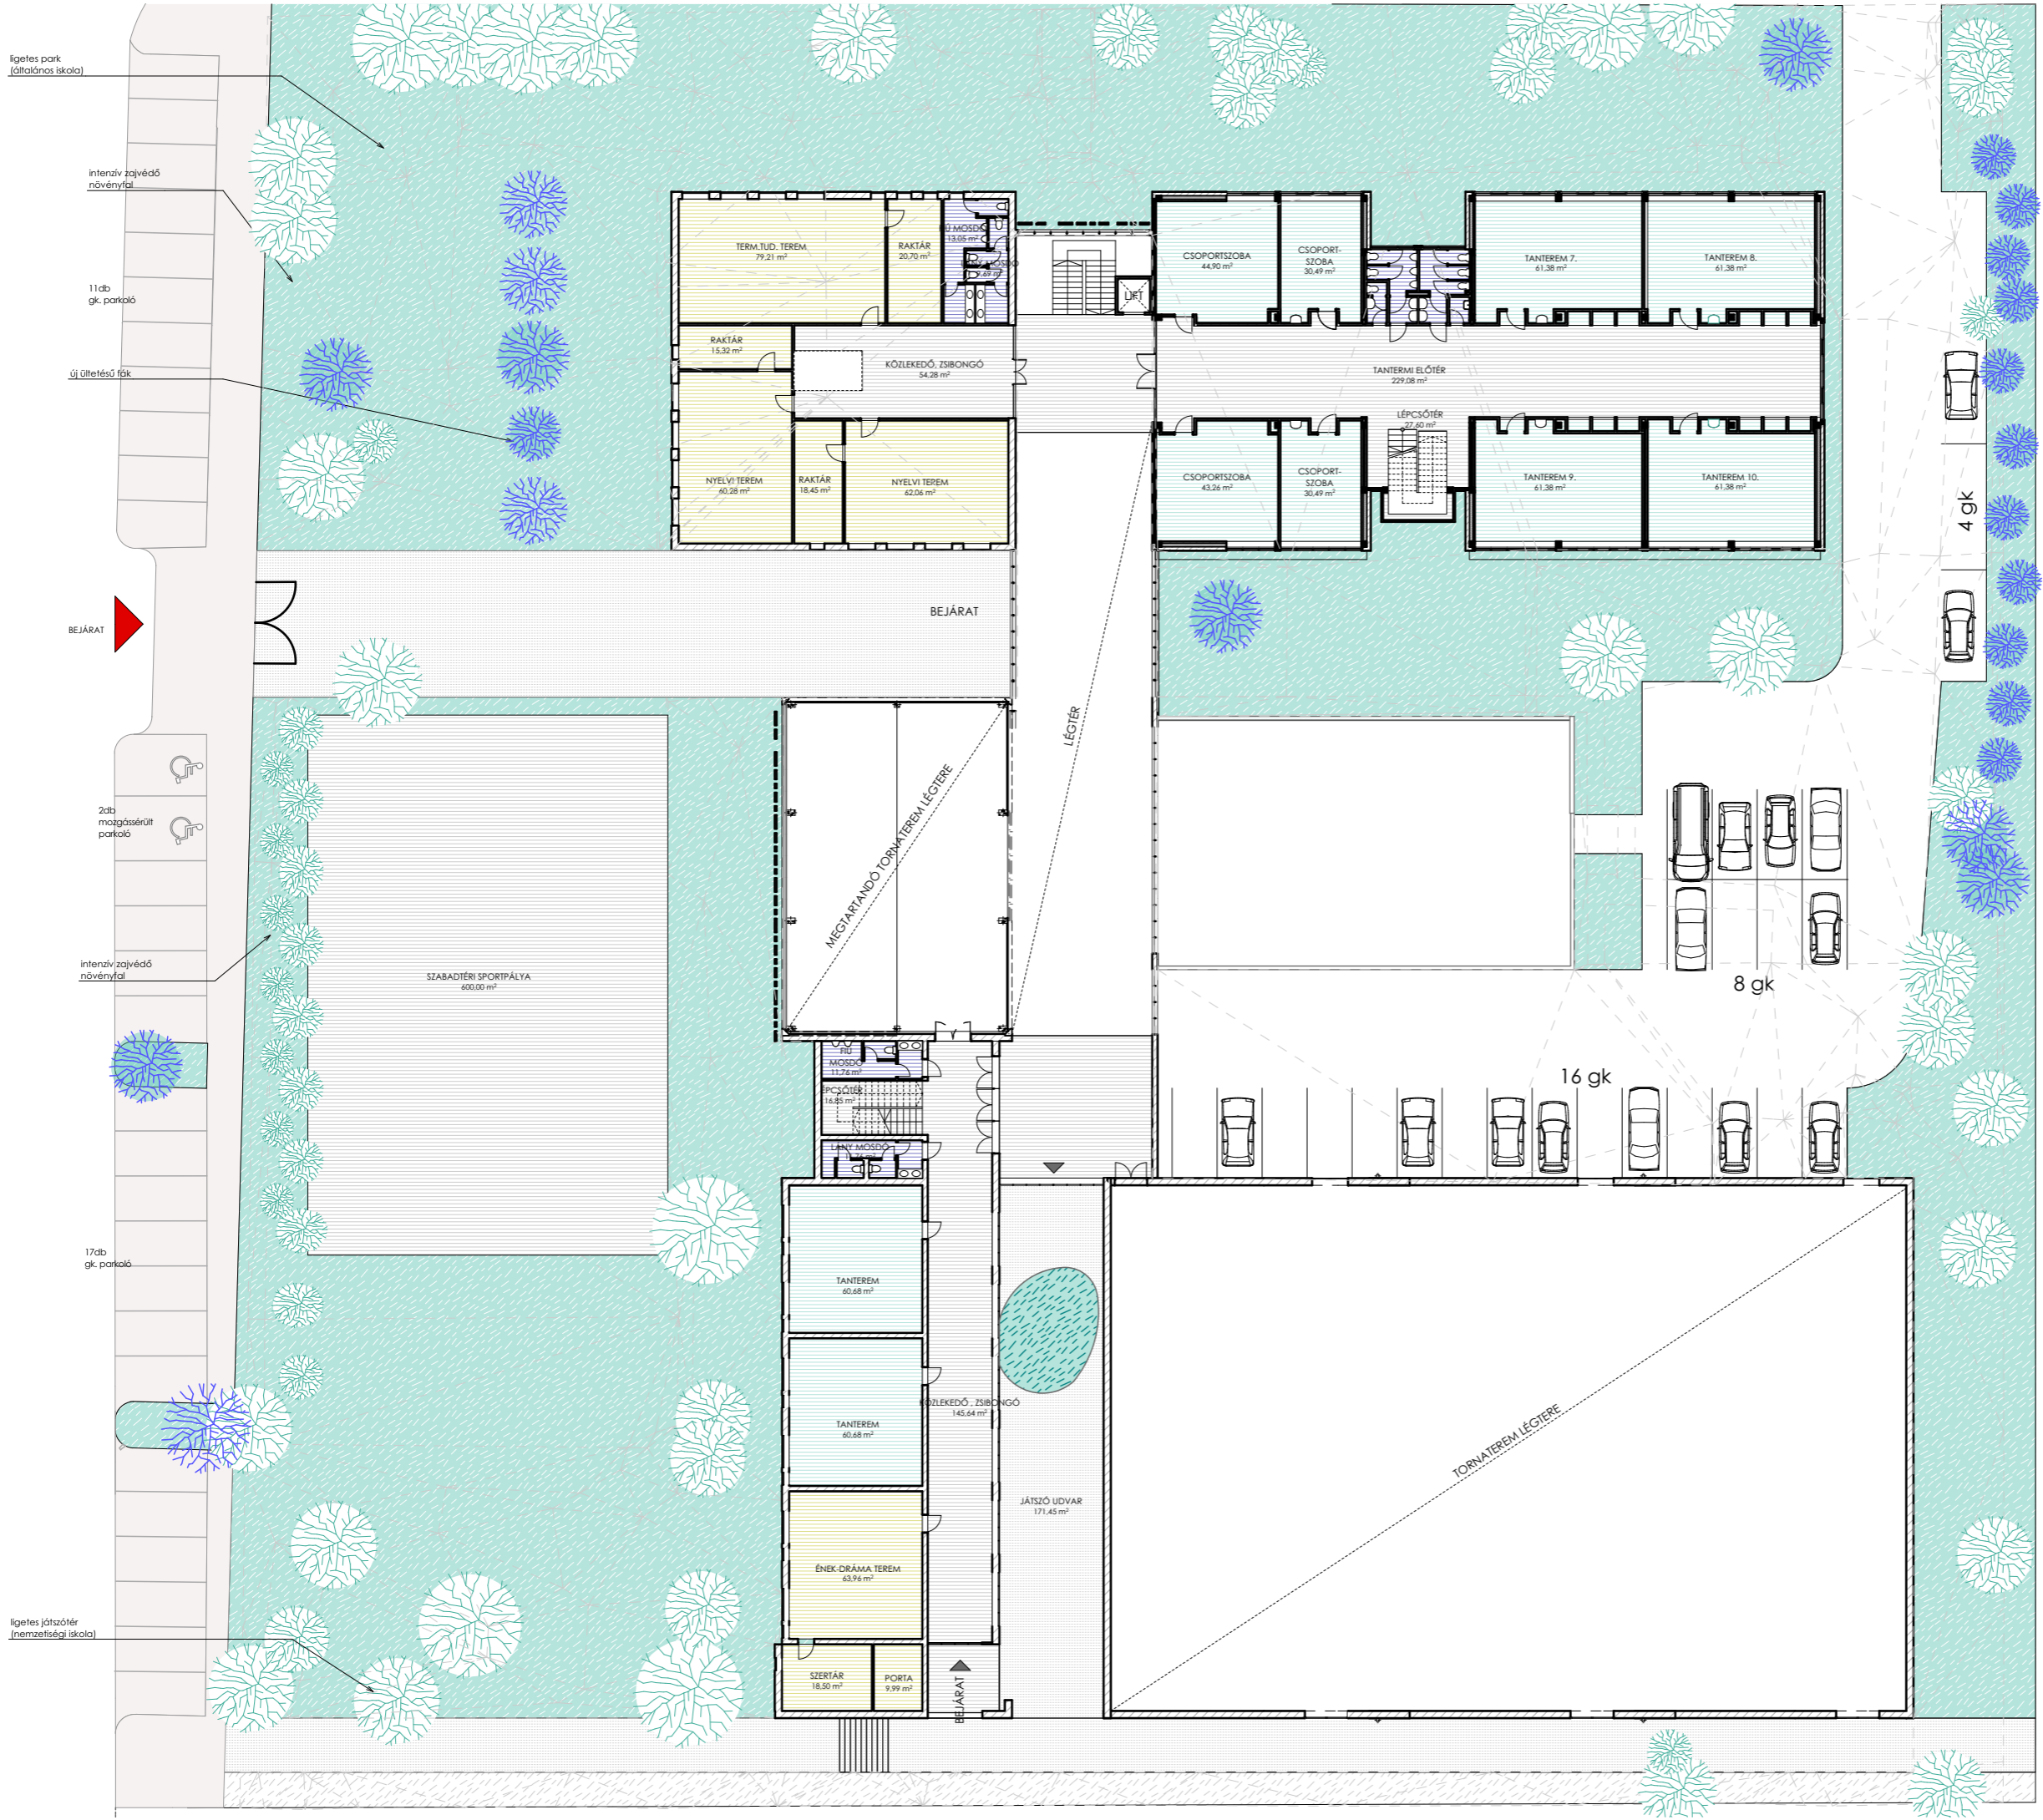 ligetes park
(általános iskola)
intenzív zajvédő
növényfal
11db
gk. parkoló
új ültetésű fák
BEJÁRAT
2db
mozgássérült
parkoló
intenzív zajvédő
növényfal
17db
gk. parkoló
ligetes játszótér
(nemzetiségi iskola)
TERM.TUD. TEREM
79,21 m²
RAKTÁR
20,70 m²
MOSDÓ
13,05 m²
RAKTÁR
15,32 m²
KÖZLEKEDŐ, ZSIBONGÓ
54,28 m²
NYELVI TEREM
60,28 m²
RAKTÁR
18,45 m²
NYELVI TEREM
62,06 m²
LIFT
CSOPORTSZOBA
44,90 m²
CSOPORT-
SZOBA
30,49 m²
TANTEREM 7.
61,38 m²
TANTEREM 8.
61,38 m²
TANTERMI ELŐTÉR
229,08 m²
LÉPCSŐTÉR
27,60 m²
CSOPORTSZOBA
43,26 m²
CSOPORT-
SZOBA
30,49 m²
TANTEREM 9.
61,38 m²
TANTEREM 10.
61,38 m²
4 gk
BEJÁRAT
LÉGTÉR
MEGTARTANDÓ TORNATEREM LÉGTERE
SZABADTÉRI SPORTPÁLYA
600,00 m²
8 gk
16 gk
FIÚ
MOSDÓ
11,76 m²
LÉPCSŐTÉR
16,85 m²
LÁNY MOSDÓ
TANTEREM
60,68 m²
TANTEREM
60,68 m²
KÖZLEKEDŐ , ZSIBONGÓ
145,64 m²
ÉNEK-DRÁMA TEREM
63,96 m²
JÁTSZÓ UDVAR
171,45 m²
TORNATEREM LÉGTERE
SZERTÁR
18,50 m²
PORTA
9,99 m²
BEJÁRAT